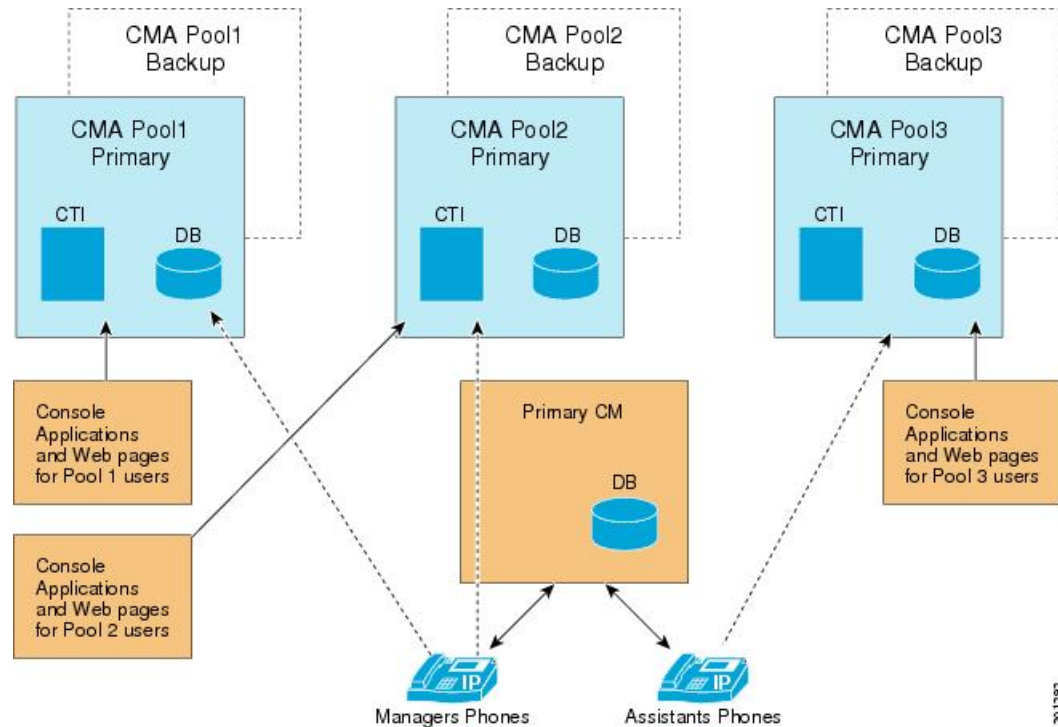 CMA Pool1
Backup
CMA Pool2
Backup
CMA Pool3
Backup
CMA Pool1
Primary
CTI
DB
CMA Pool2
Primary
CTI
DB
CMA Pool3
Primary
CTI
DB
Console
Applications
and Web pages
for Pool 1 users
Primary CM
DB
Console
Applications
and Web pages
for Pool 3 users
Console
Applications
and Web pages
for Pool 2 users
IP
Managers Phones
IP
Assistants Phones